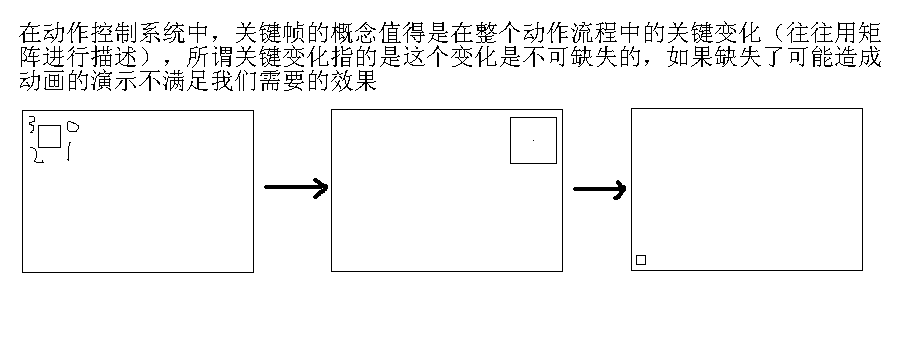 在动作控制系统中，关键帧的概念值得是在整个动作流程中的关键变化（往往用矩
阵进行描述），所谓关键变化指的是这个变化是不可缺失的，如果缺失了可能造成
动画的演示不满足我们需要的效果
3 0
2 1